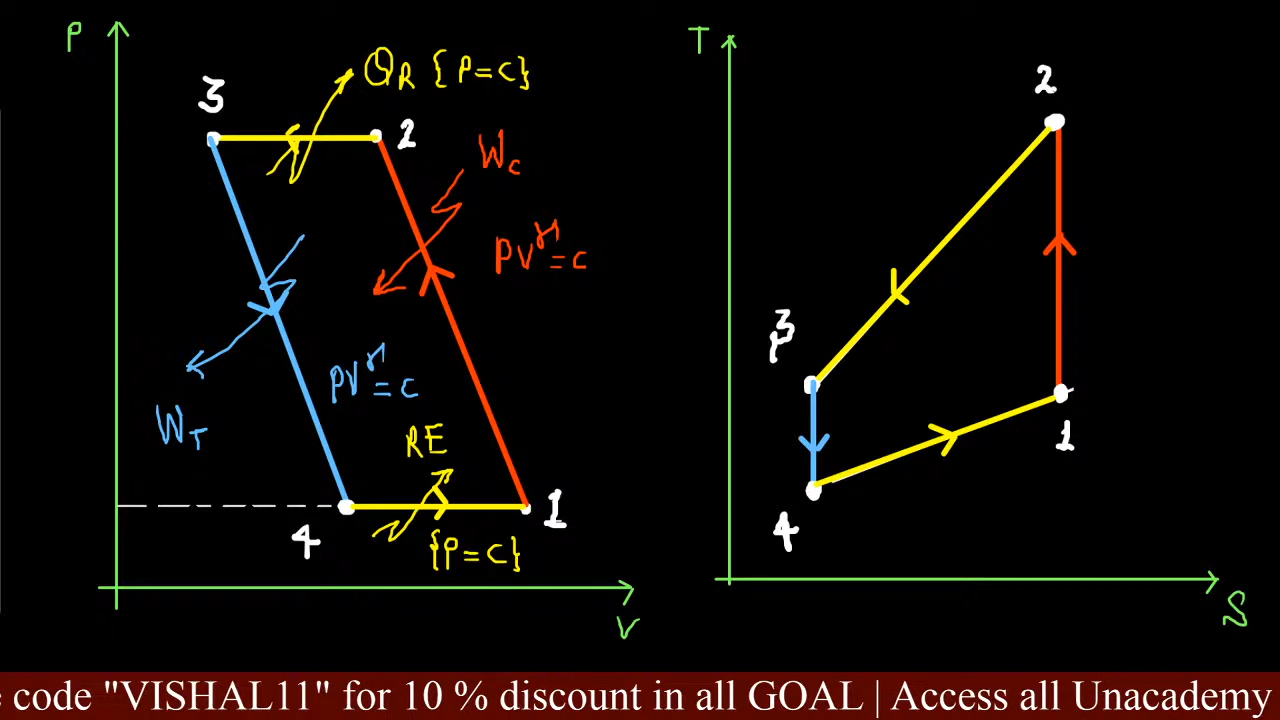 P
3
Q_R {P=C}
2
W_C
PV^γ=C
W_T
PV^γ=C
RE
{P=C}
4
1
V
T
2
3
1
4
S
e code "VISHAL11" for 10 % discount in all GOAL | Access all Unacademy